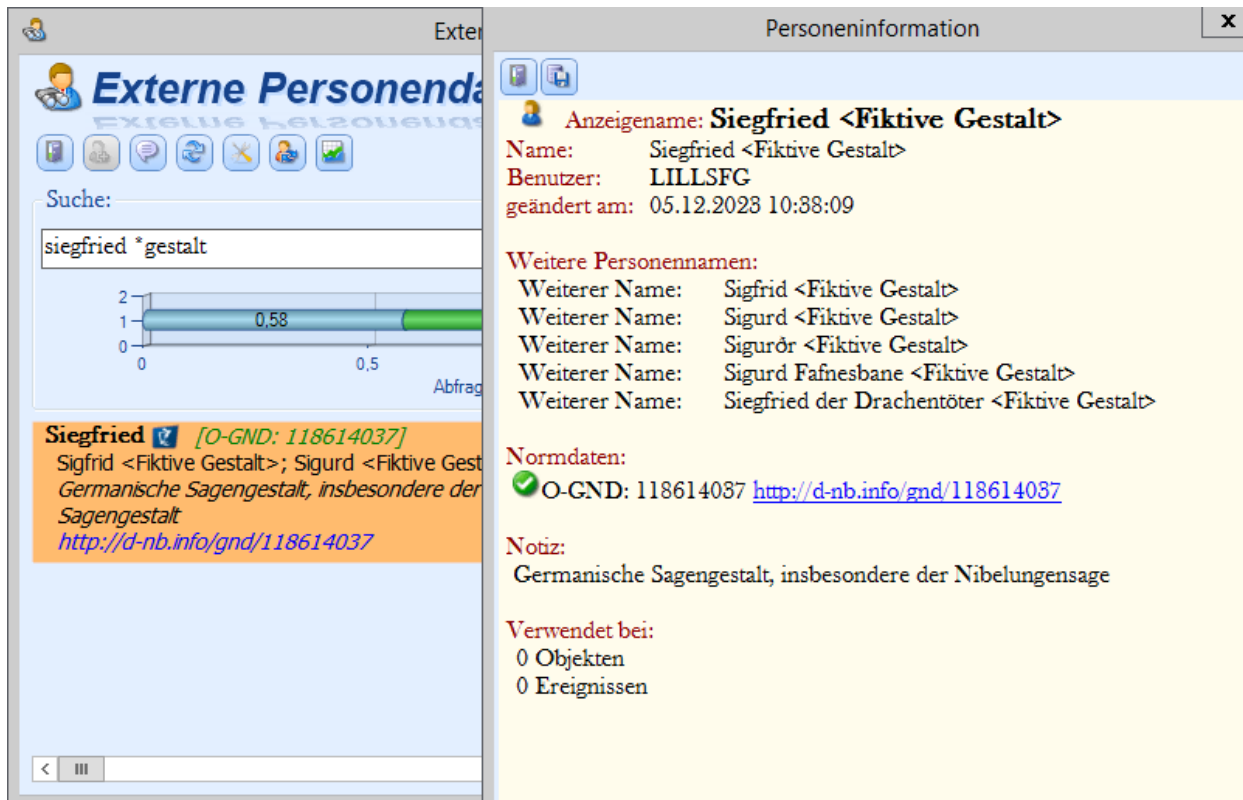 Exter
Externe Personenda
Suche:
siegfried *gestalt
2
1
0
0,58
0
0,5
Abfrag
Siegfried [O-GND: 118614037]
Sigfrid <Fiktive Gestalt>; Sigurd <Fiktive Gest
Germanische Sagengestalt, insbesondere der
Sagengestalt
http://d-nb.info/gnd/118614037
Personeninformation
x
Anzeigename: Siegfried <Fiktive Gestalt>
Name: Siegfried <Fiktive Gestalt>
Benutzer: LILLSFG
geändert am: 05.12.2023 10:38:09
Weitere Personennamen:
Weiterer Name: Sigfrid <Fiktive Gestalt>
Weiterer Name: Sigurd <Fiktive Gestalt>
Weiterer Name: Sigurðr <Fiktive Gestalt>
Weiterer Name: Sigurd Fafnesbane <Fiktive Gestalt>
Weiterer Name: Siegfried der Drachentöter <Fiktive Gestalt>
Normdaten:
O-GND: 118614037 http://d-nb.info/gnd/118614037
Notiz:
Germanische Sagengestalt, insbesondere der Nibelungensage
Verwendet bei:
0 Objekten
0 Ereignissen